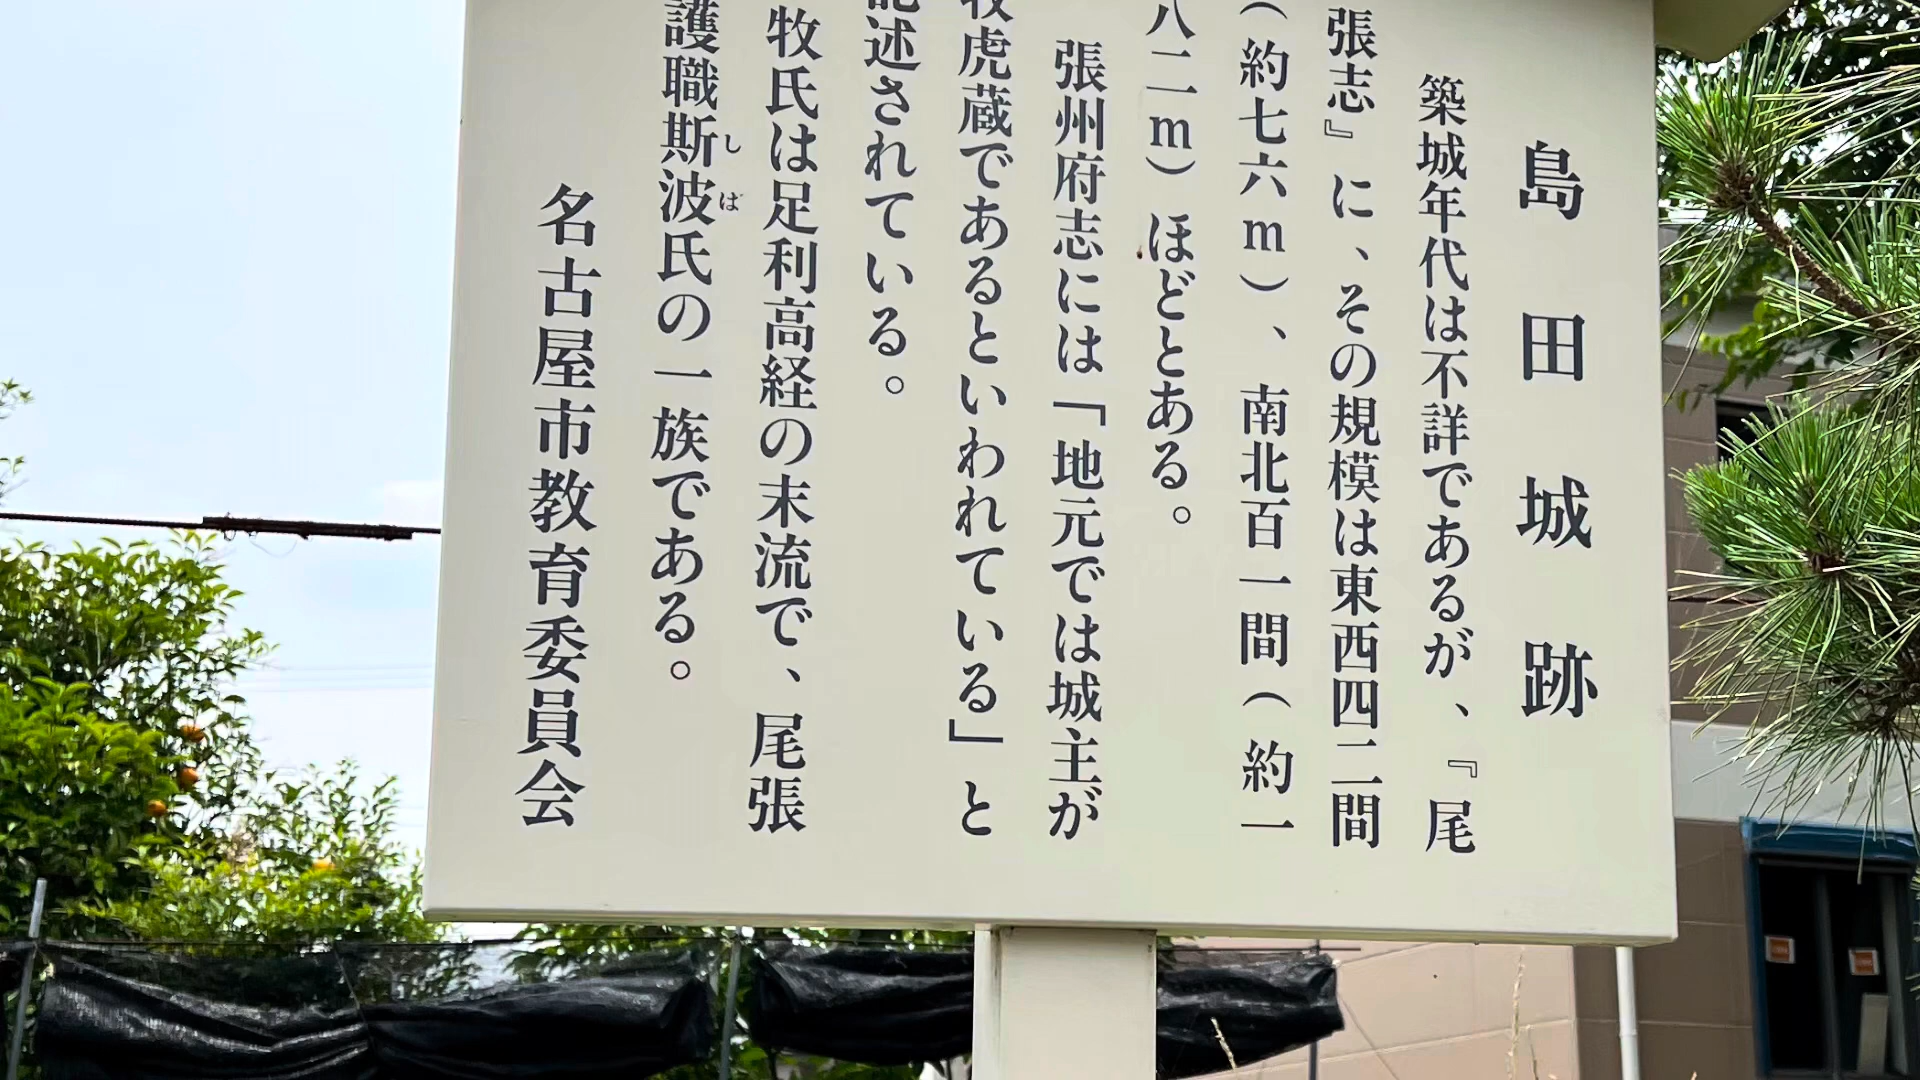 島田城跡
築城年代は不詳であるが、『尾
張志』に、その規模は東西四二間
(約七六m)、南北百一間(約一
八二m)ほどとある。
張州府志には「地元では城主が
牧虎蔵であるといわれている」と
記述されている。
牧氏は足利高経の末流で、尾張
護職斯波氏の一族である。
しば
名古屋市教育委員会